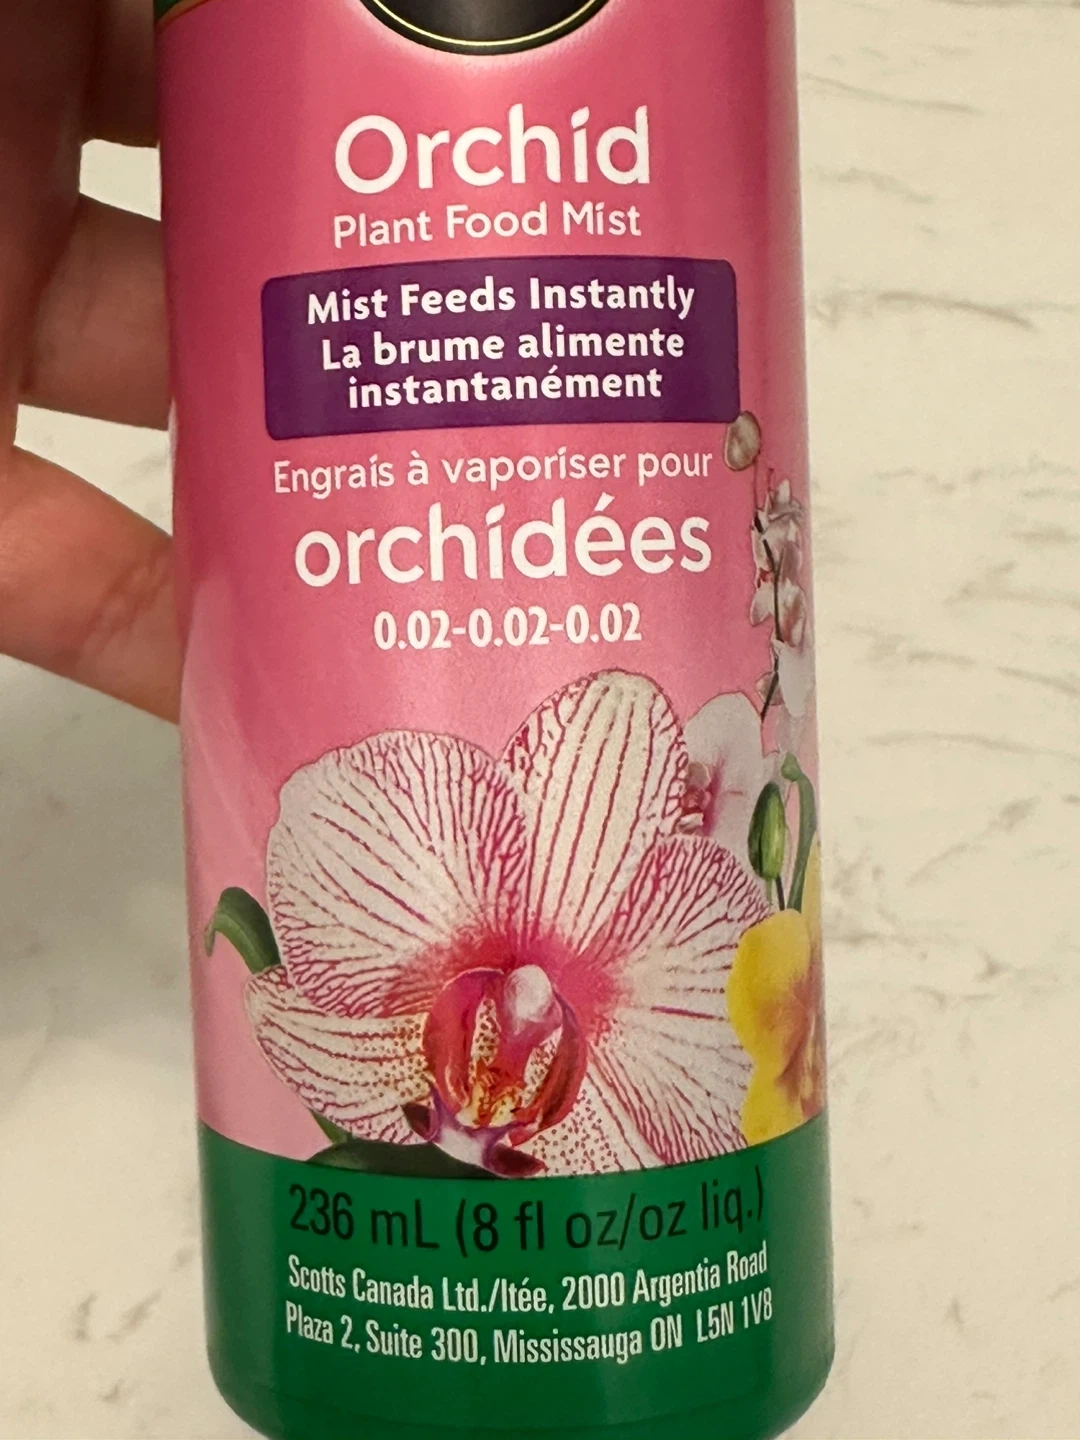 Orchid
Plant Food Mist
Mist Feeds Instantly
La brume alimente
instantanément
Engrais à vaporiser pour
orchidées
0.02-0.02-0.02
236 mL (8 fl oz/oz liq.)
Scotts Canada Ltd./ltée, 2000 Argentia Road
Plaza 2, Suite 300, Mississauga ON L5N 1V8